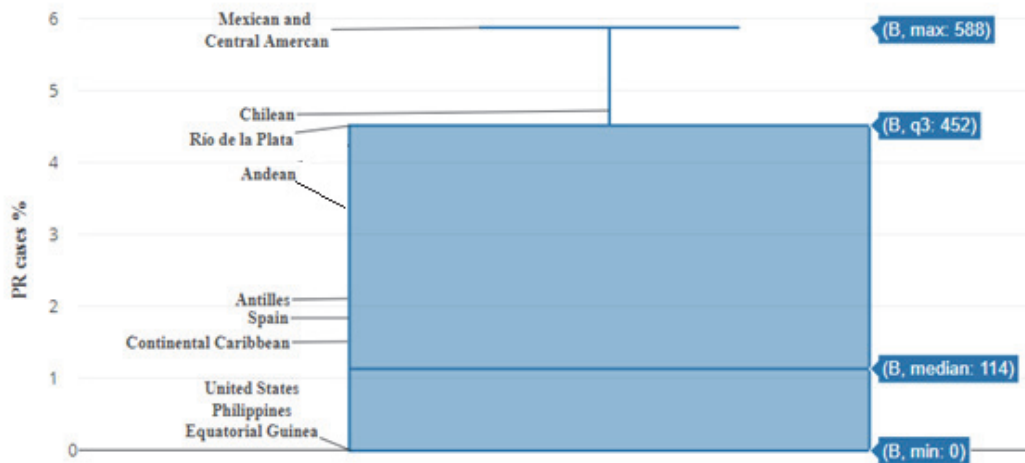 PR cases %
6
5
4
3
2
1
0
Mexican and
Central Amercan
Chilean
Río de la Plata
Andean
Antilles
Spain
Continental Caribbean
United States
Philippines
Equatorial Guinea
(B, max: 588)
(B, q3: 452)
(B, median: 114)
(B, min: 0)